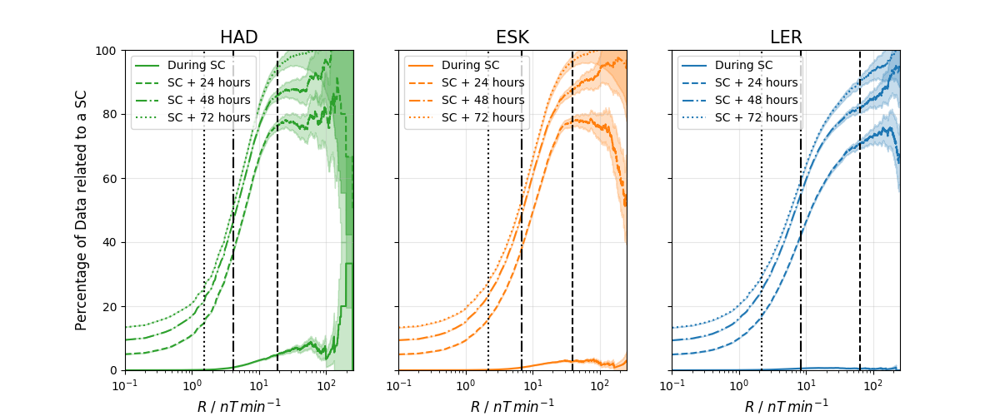 HAD
ESK
LER
Percentage of Data related to a SC
100
80
60
40
20
0
During SC
SC + 24 hours
SC + 48 hours
SC + 72 hours
During SC
SC + 24 hours
SC + 48 hours
SC + 72 hours
During SC
SC + 24 hours
SC + 48 hours
SC + 72 hours
10⁻¹ 10⁰ 10¹ 10²
10⁻¹ 10⁰ 10¹ 10²
10⁻¹ 10⁰ 10¹ 10²
R / nT min⁻¹
R / nT min⁻¹
R / nT min⁻¹